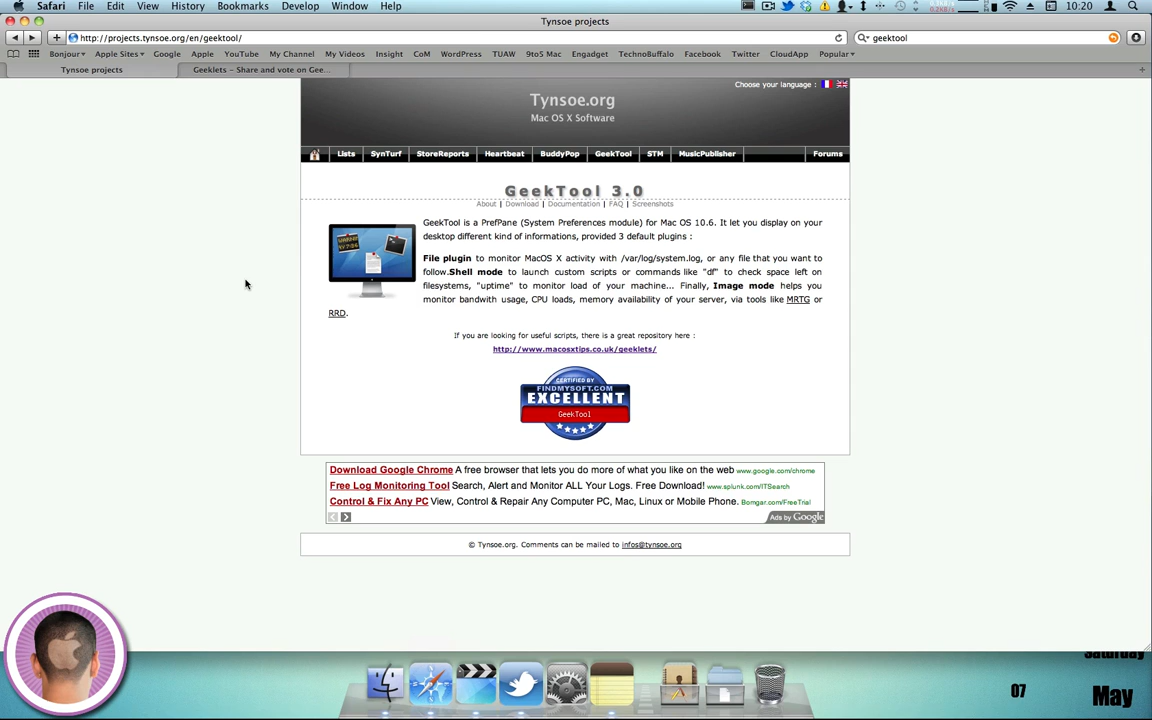 Safari File Edit View History Bookmarks Develop Window Help 10:20
Tynsoe projects
http://projects.tynsoe.org/en/geektool/ geektool
Bonjour Apple Sites Google Apple YouTube My Channel My Videos Insight CoM WordPress TUAW 9to5 Mac Engadget TechnoBuffalo Facebook Twitter CloudApp Popular
Tynsoe projects Geeklets – Share and vote on Gee...
Choose your language :
Tynsoe.org
Mac OS X Software
Lists SynTurf StoreReports Heartbeat BuddyPop GeekTool STM MusicPublisher Forums
GeekTool 3.0
About | Download | Documentation | FAQ | Screenshots
GeekTool is a PrefPane (System Preferences module) for Mac OS 10.6. It let you display on your
desktop different kind of informations, provided 3 default plugins :
File plugin to monitor MacOS X activity with /var/log/system.log, or any file that you want to
follow.Shell mode to launch custom scripts or commands like "df" to check space left on
filesystems, "uptime" to monitor load of your machine... Finally, Image mode helps you
monitor bandwith usage, CPU loads, memory availability of your server, via tools like MRTG or
RRD.
If you are looking for useful scripts, there is a great repository here :
http://www.macosxtips.co.uk/geeklets/
CERTIFIED BY
FINDMYSOFT.COM
EXCELLENT
GeekTool
Download Google Chrome A free browser that lets you do more of what you like on the web www.google.com/chrome
Free Log Monitoring Tool Search, Alert and Monitor ALL Your Logs. Free Download! www.splunk.com/ITSearch
Control & Fix Any PC View, Control & Repair Any Computer PC, Mac, Linux or Mobile Phone. Bomgar.com/FreeTrial
Ads by Google
© Tynsoe.org. Comments can be mailed to infos@tynsoe.org
Saturday
07 May